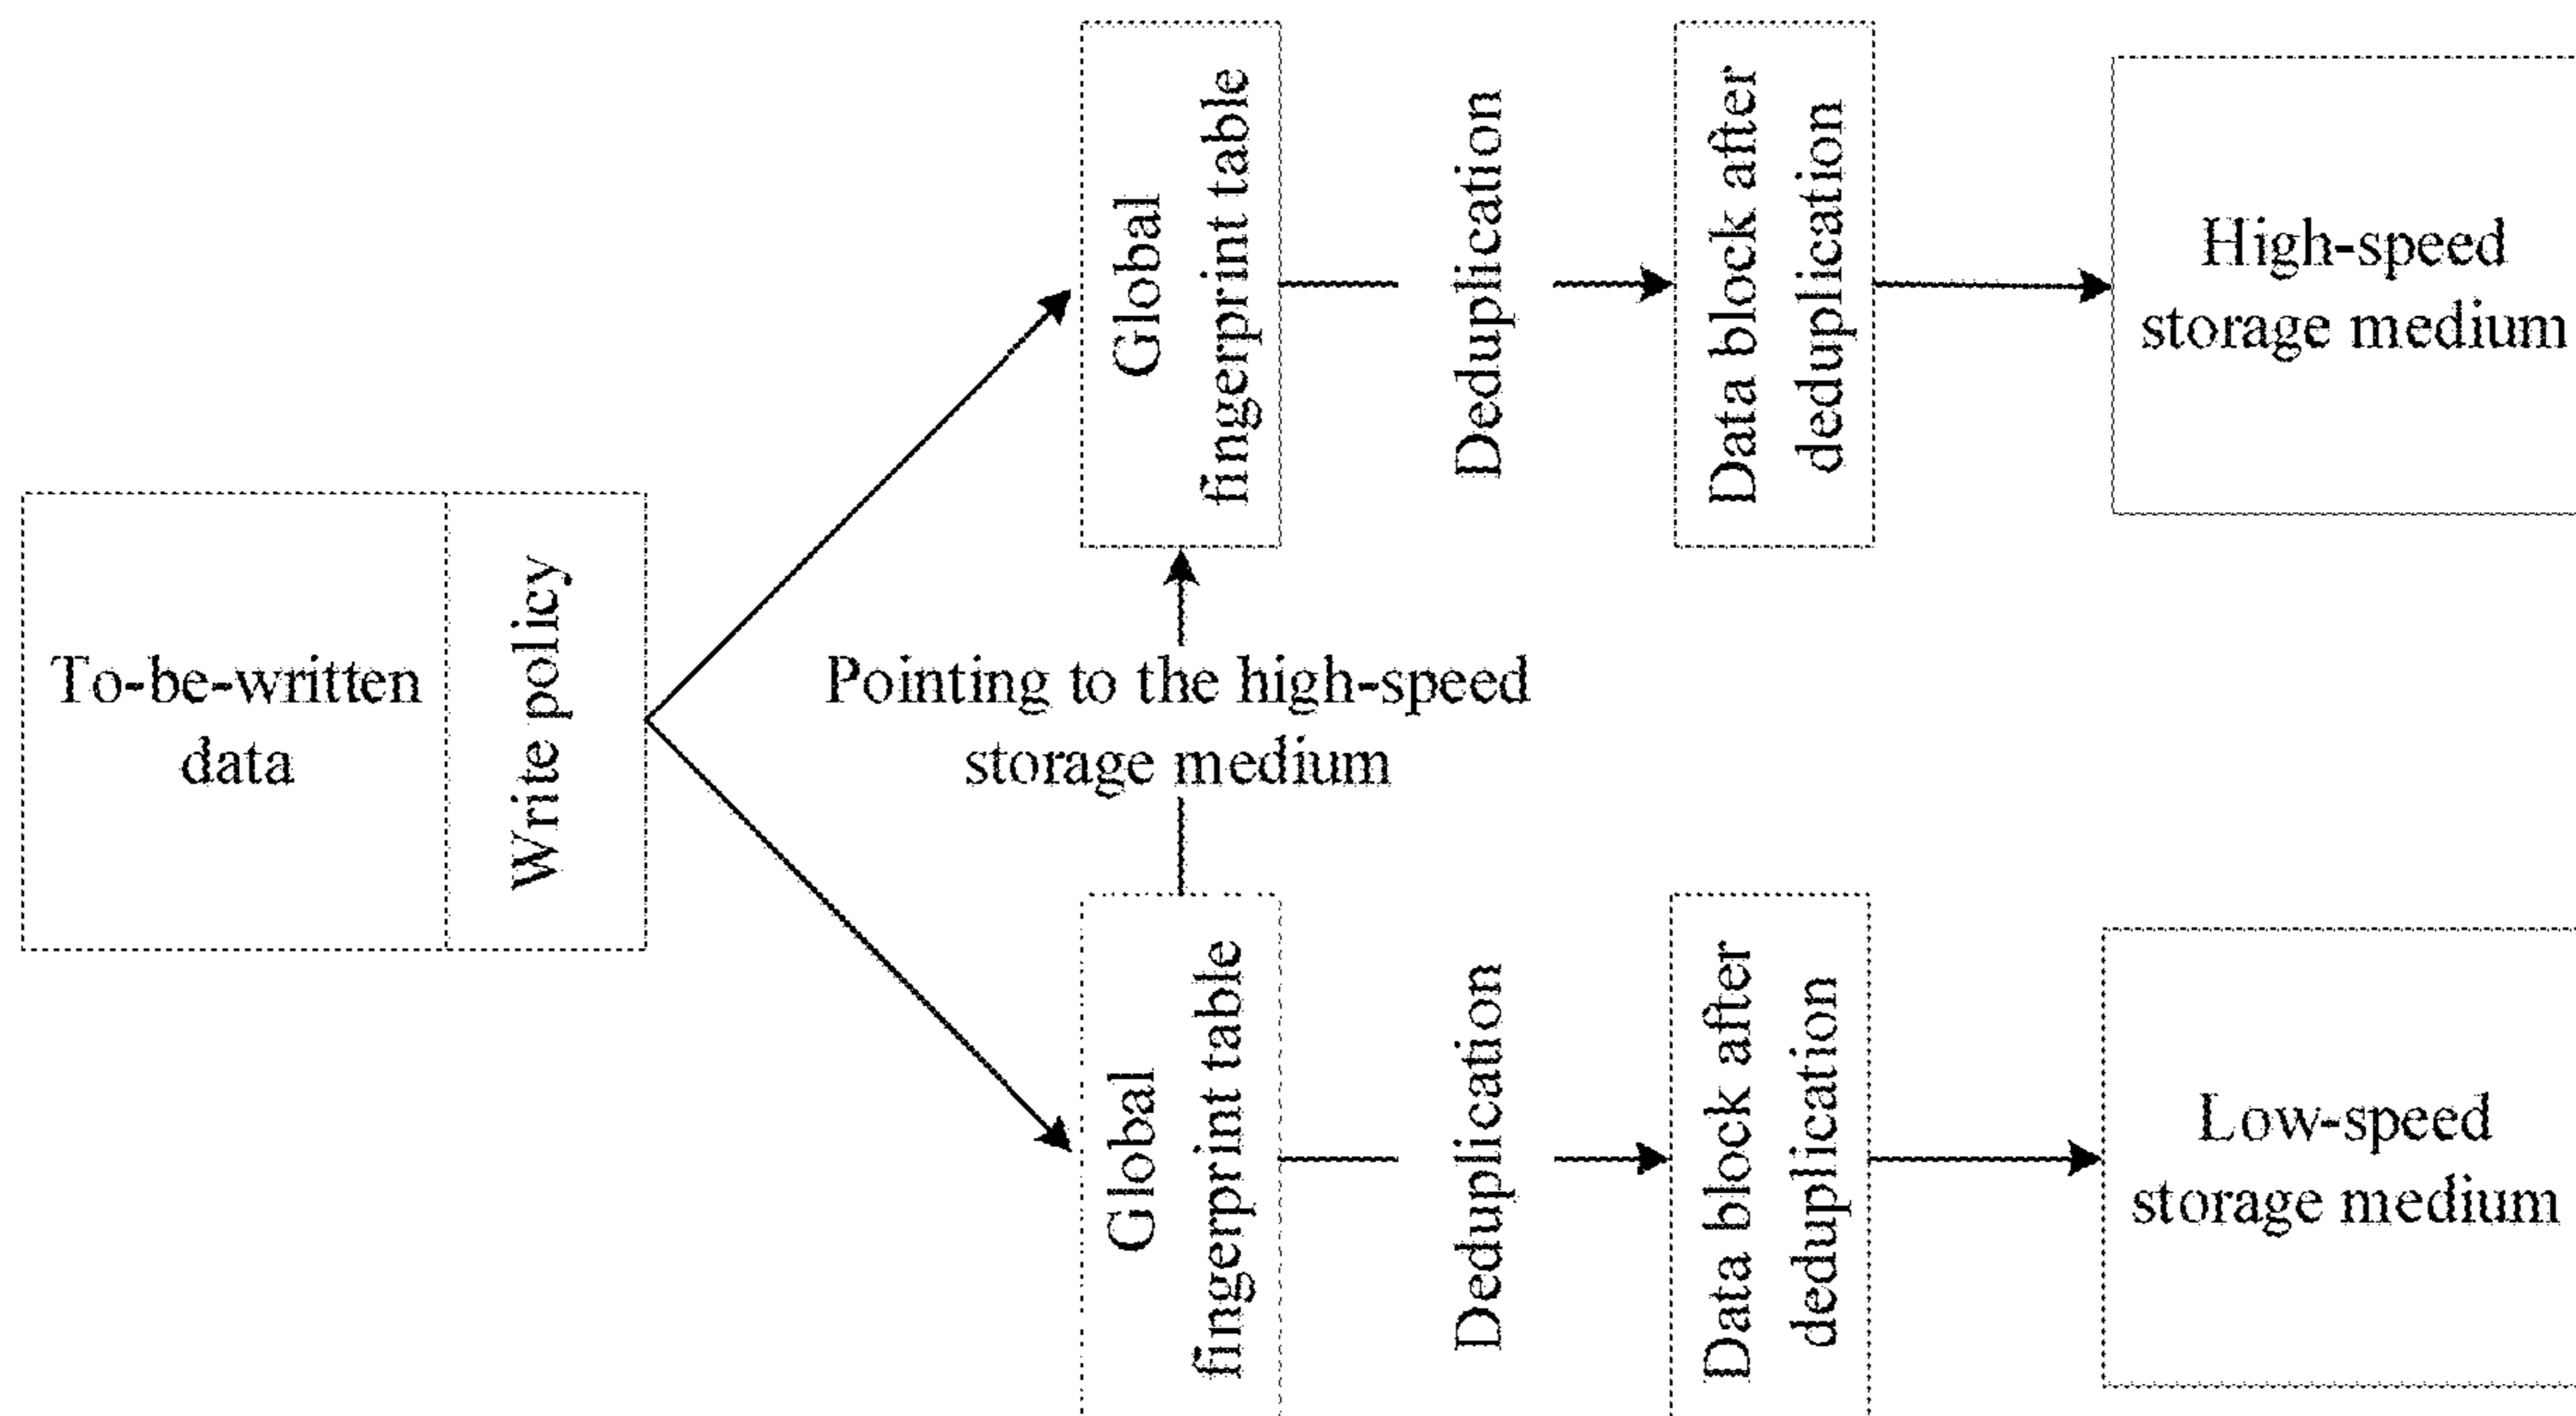 To-be-written
data
Write policy
Global
fingerprint table
Deduplication
Data block after
deduplication
High-speed
storage medium
Pointing to the high-speed
storage medium
Global
fingerprint table
Deduplication
Data block after
deduplication
Low-speed
storage medium